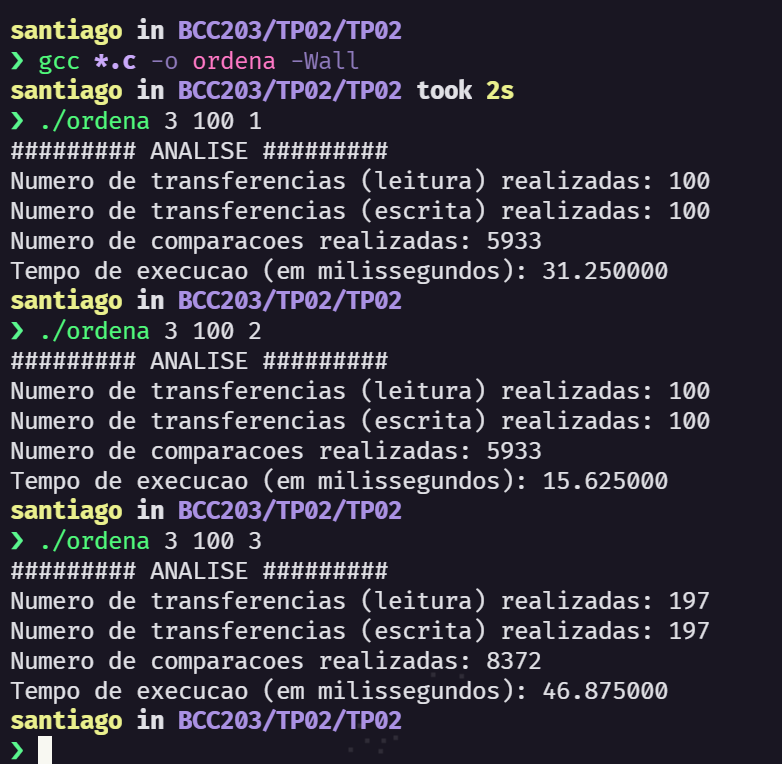 santiago in BCC203/TP02/TP02
❯ gcc *.c -o ordena -Wall
santiago in BCC203/TP02/TP02 took 2s
❯ ./ordena 3 100 1
######### ANALISE #########
Numero de transferencias (leitura) realizadas: 100
Numero de transferencias (escrita) realizadas: 100
Numero de comparacoes realizadas: 5933
Tempo de execucao (em milissegundos): 31.250000
santiago in BCC203/TP02/TP02
❯ ./ordena 3 100 2
######### ANALISE #########
Numero de transferencias (leitura) realizadas: 100
Numero de transferencias (escrita) realizadas: 100
Numero de comparacoes realizadas: 5933
Tempo de execucao (em milissegundos): 15.625000
santiago in BCC203/TP02/TP02
❯ ./ordena 3 100 3
######### ANALISE #########
Numero de transferencias (leitura) realizadas: 197
Numero de transferencias (escrita) realizadas: 197
Numero de comparacoes realizadas: 8372
Tempo de execucao (em milissegundos): 46.875000
santiago in BCC203/TP02/TP02
❯